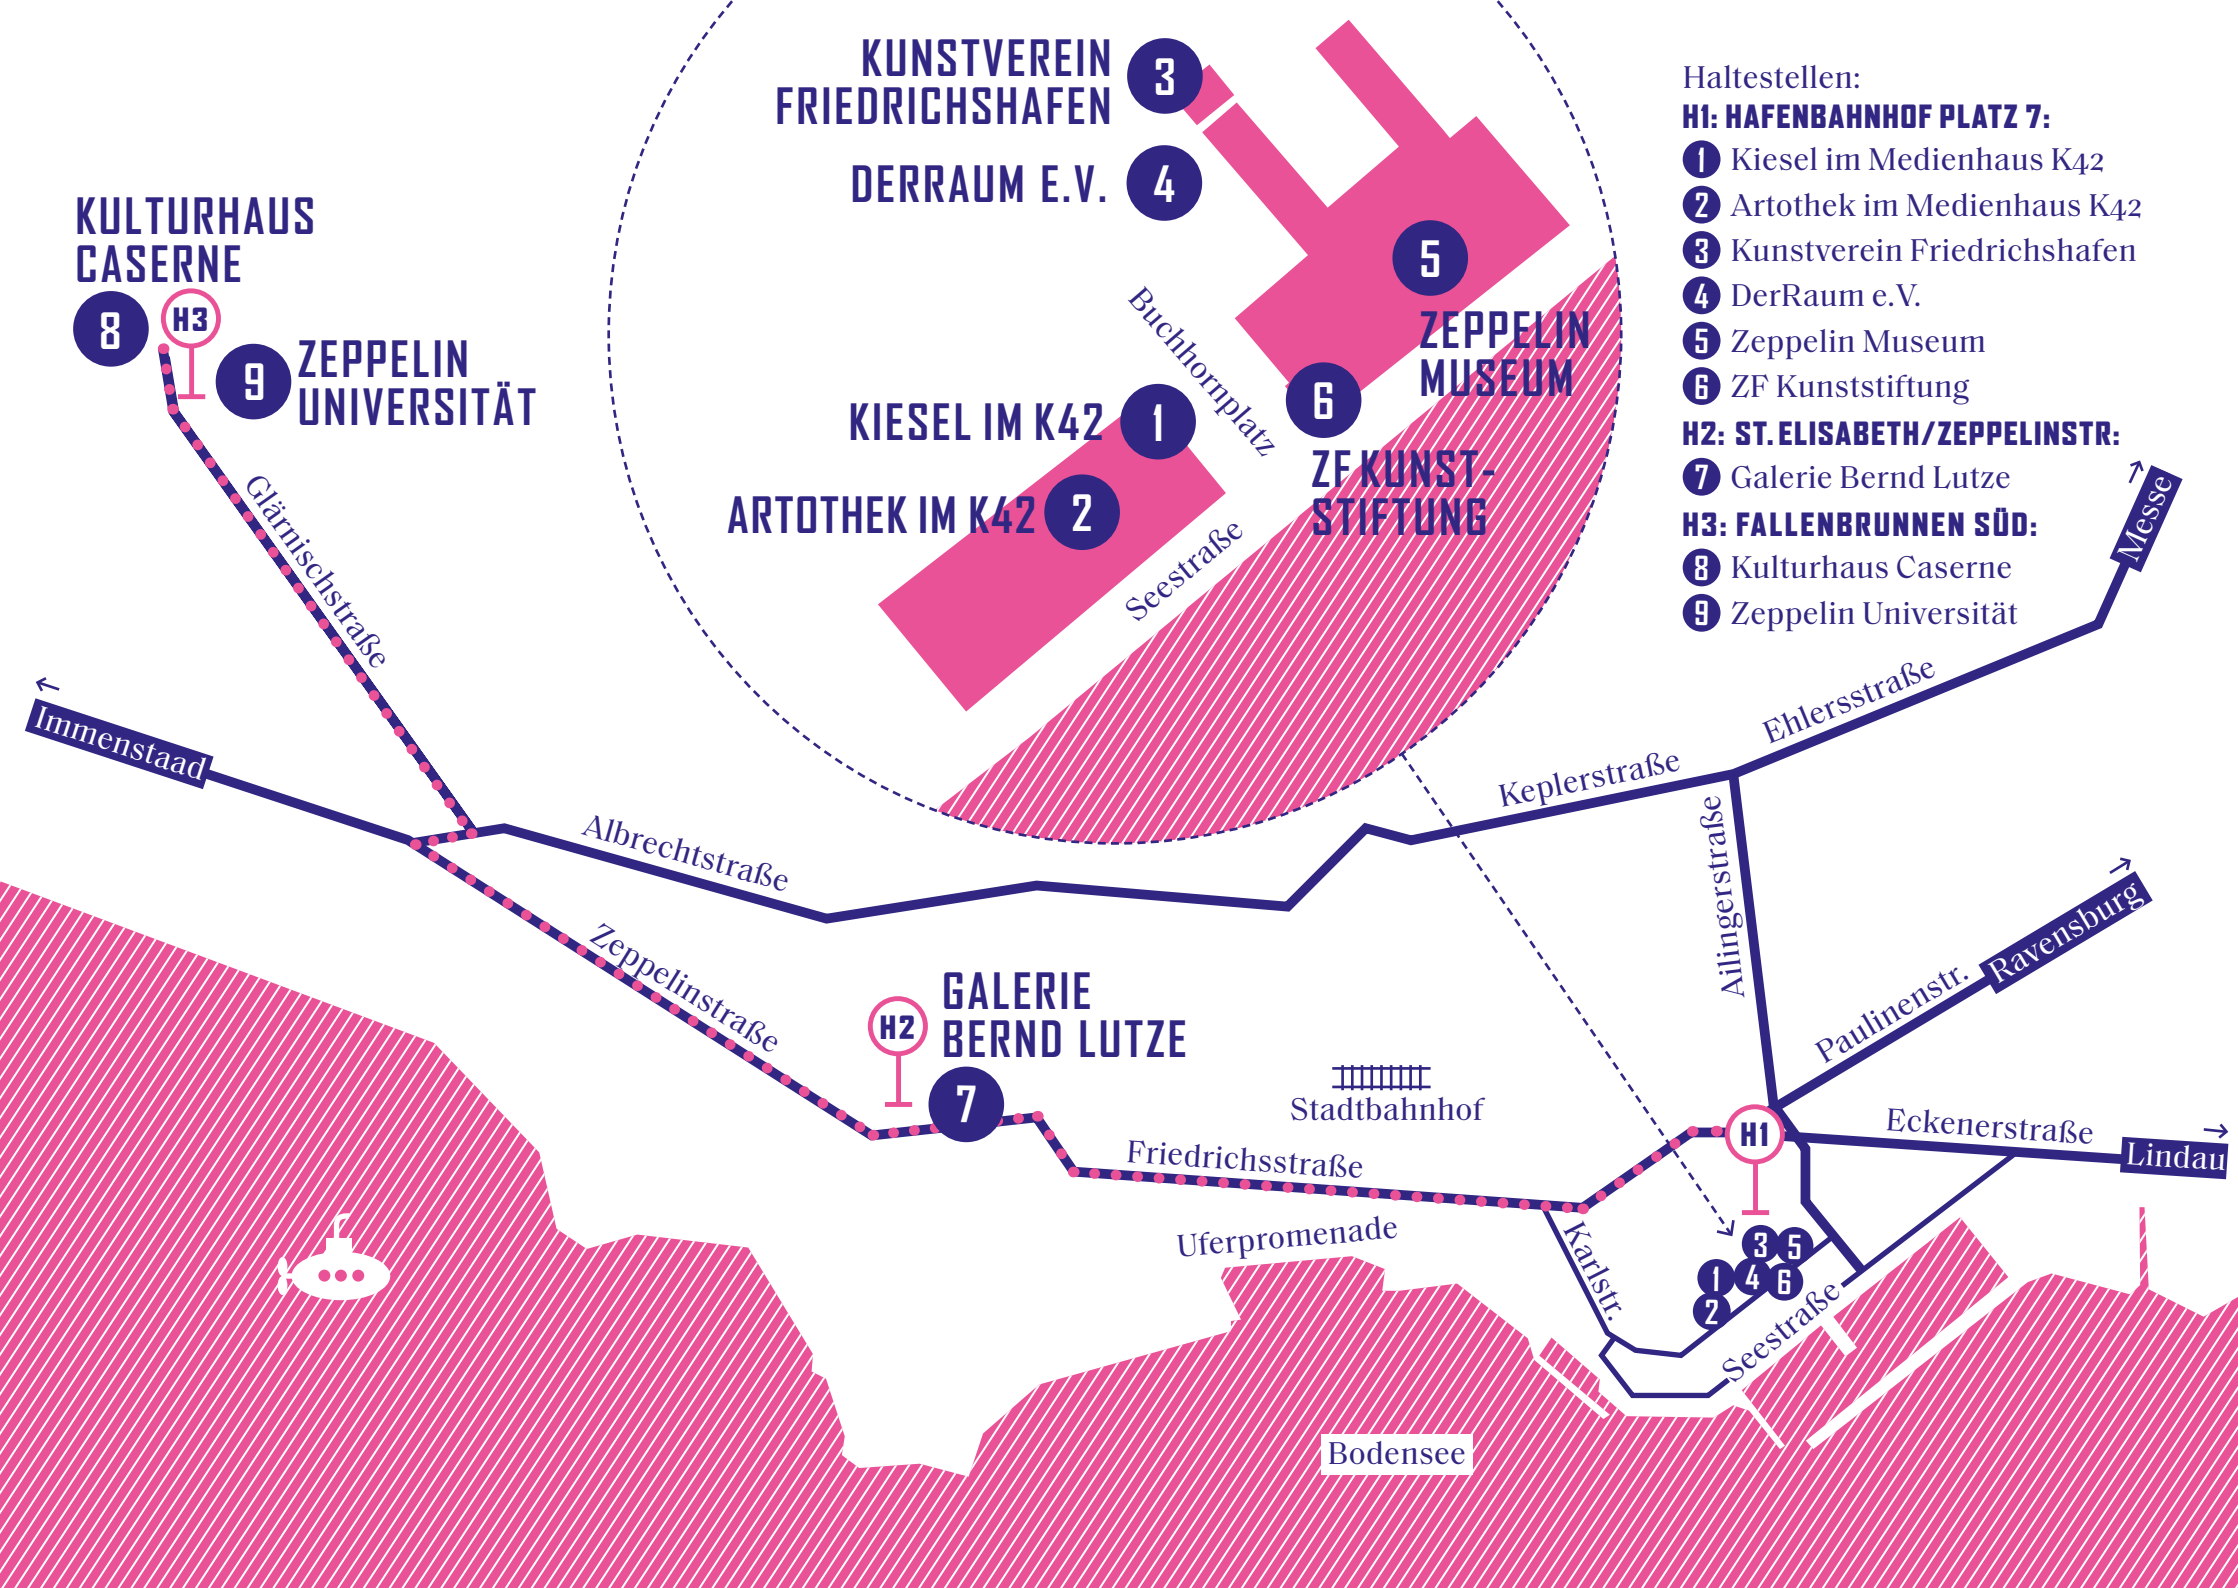 KUNSTVEREIN
FRIEDRICHSHAFEN
3
DERRAUM E.V.
4
5
ZEPPELIN
MUSEUM
Buchhornplatz
KIESEL IM K42
1
6
ZF KUNST-
STIFTUNG
ARTOTHEK IM K42
2
Seestraße
Haltestellen:
H1: HAFENBAHNHOF PLATZ 7:
1 Kiesel im Medienhaus K42
2 Artothek im Medienhaus K42
3 Kunstverein Friedrichshafen
4 DerRaum e.V.
5 Zeppelin Museum
6 ZF Kunststiftung
H2: ST. ELISABETH/ZEPPELINSTR:
7 Galerie Bernd Lutze
H3: FALLENBRUNNEN SÜD:
8 Kulturhaus Caserne
9 Zeppelin Universität
KULTURHAUS
CASERNE
8
H3
9
ZEPPELIN
UNIVERSITÄT
Glärnischstraße
← Immenstaad
Albrechtstraße
Zeppelinstraße
Keplerstraße
Ehlersstraße
Messe →
Ailingerstraße
Paulinenstr.
Ravensburg →
H2
GALERIE
BERND LUTZE
7
Stadtbahnhof
Friedrichsstraße
H1
Eckenerstraße
Lindau →
Uferpromenade
Karlstr.
3 5
1 4 6
2
Seestraße
Bodensee